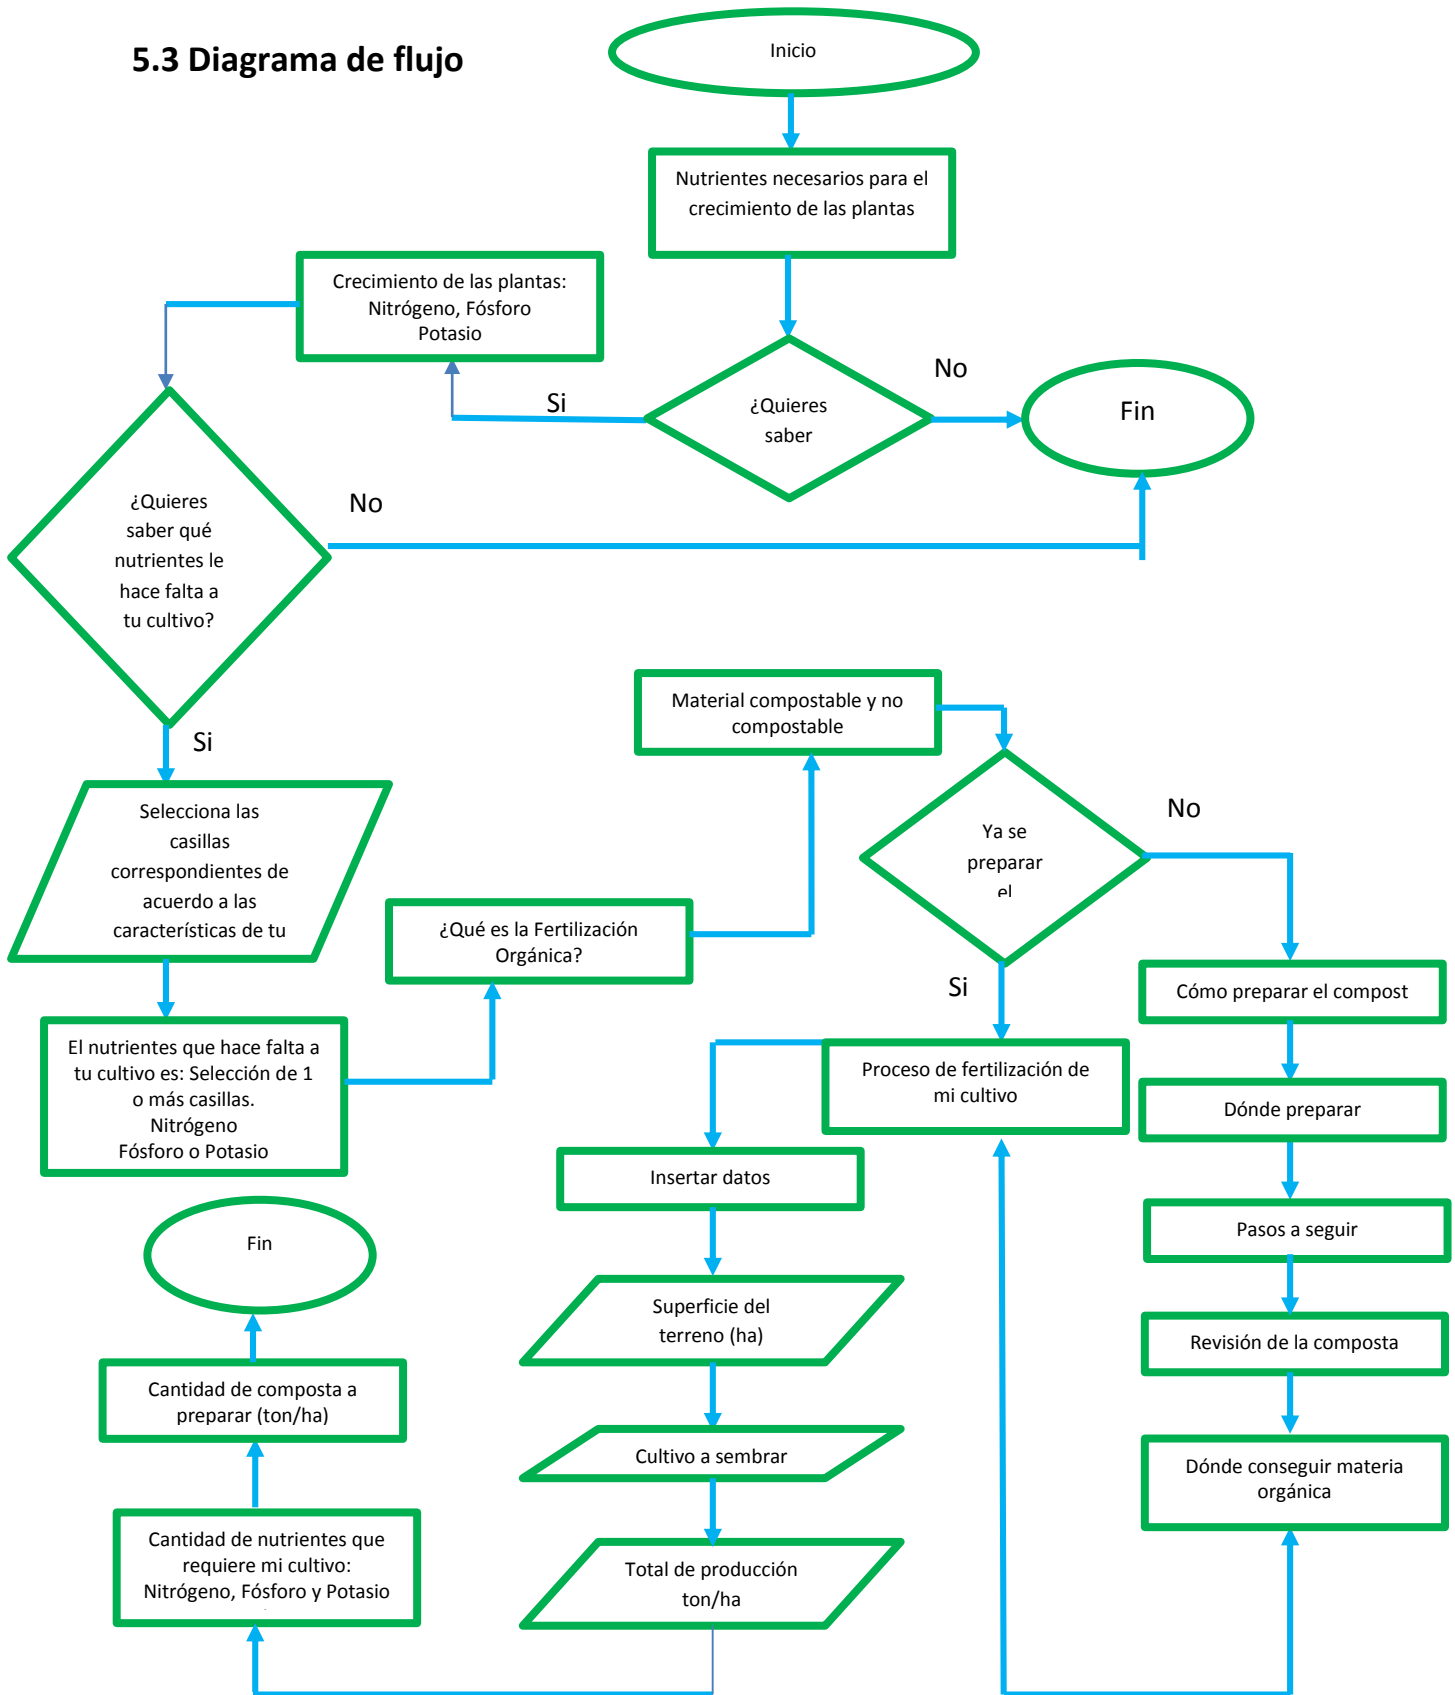 5.3 Diagrama de flujo
Inicio
Nutrientes necesarios para el
crecimiento de las plantas
Crecimiento de las plantas:
Nitrógeno, Fósforo
Potasio
¿Quieres
saber
Si
No
Fin
¿Quieres
saber qué
nutrientes le
hace falta a
tu cultivo?
No
Si
Selecciona las
casillas
correspondientes de
acuerdo a las
características de tu
El nutrientes que hace falta a
tu cultivo es: Selección de 1
o más casillas.
Nitrógeno
Fósforo o Potasio
¿Qué es la Fertilización
Orgánica?
Material compostable y no
compostable
Ya se
preparar
el
No
Si
Cómo preparar el compost
Dónde preparar
Pasos a seguir
Revisión de la composta
Dónde conseguir materia
orgánica
Proceso de fertilización de
mi cultivo
Insertar datos
Superficie del
terreno (ha)
Cultivo a sembrar
Total de producción
ton/ha
Cantidad de nutrientes que
requiere mi cultivo:
Nitrógeno, Fósforo y Potasio
Cantidad de composta a
preparar (ton/ha)
Fin